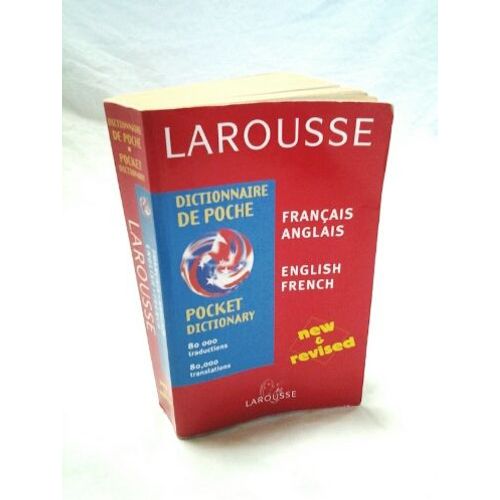 DICTIONNAIRE
DE POCHE
POCKET
DICTIONARY
LAROUSSE
LAROUSSE
DICTIONNAIRE
DE POCHE
POCKET
DICTIONARY
80 000
traductions
80,000
translations
FRANÇAIS
ANGLAIS
ENGLISH
FRENCH
new
&
revised
LAROUSSE